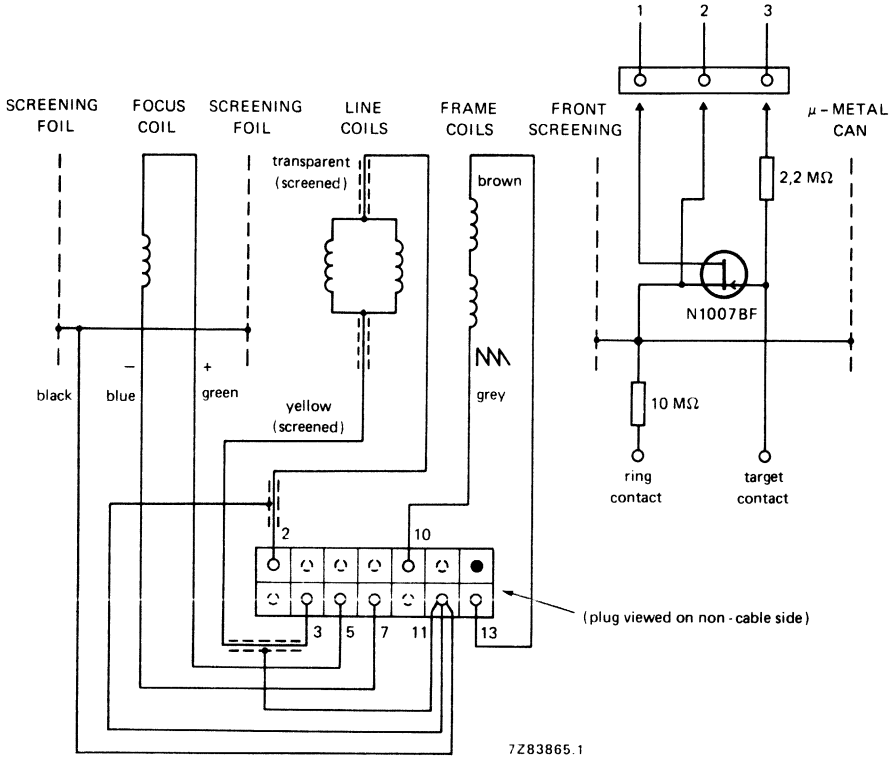 1 2 3
SCREENING
FOIL
FOCUS
COIL
SCREENING
FOIL
LINE
COILS
FRAME
COILS
FRONT
SCREENING
μ – METAL
CAN
transparent
(screened)
brown
2,2 MΩ
N1007BF
– +
black
blue
green
yellow
(screened)
grey
10 MΩ
ring
contact
target
contact
2 10
3 5 7 11 13
(plug viewed on non - cable side)
7Z83865.1